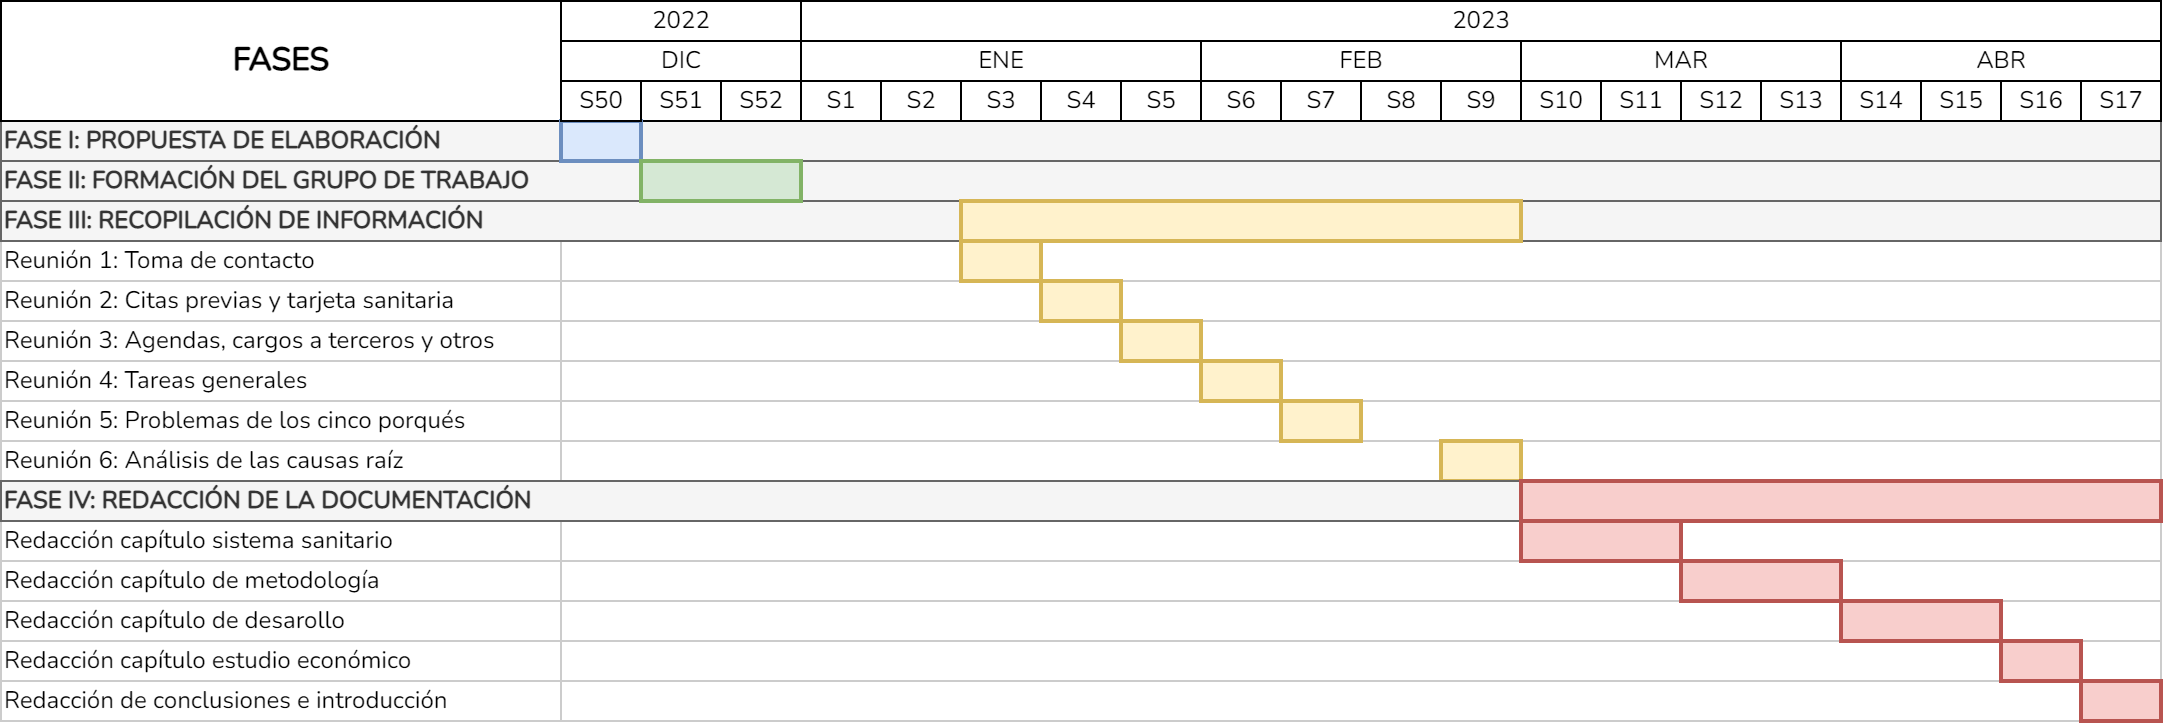 FASES
2022 2023
DIC ENE FEB MAR ABR
S50 S51 S52 S1 S2 S3 S4 S5 S6 S7 S8 S9 S10 S11 S12 S13 S14 S15 S16 S17
FASE I: PROPUESTA DE ELABORACIÓN
FASE II: FORMACIÓN DEL GRUPO DE TRABAJO
FASE III: RECOPILACIÓN DE INFORMACIÓN
Reunión 1: Toma de contacto
Reunión 2: Citas previas y tarjeta sanitaria
Reunión 3: Agendas, cargos a terceros y otros
Reunión 4: Tareas generales
Reunión 5: Problemas de los cinco porqués
Reunión 6: Análisis de las causas raíz
FASE IV: REDACCIÓN DE LA DOCUMENTACIÓN
Redacción capítulo sistema sanitario
Redacción capítulo de metodología
Redacción capítulo de desarollo
Redacción capítulo estudio económico
Redacción de conclusiones e introducción